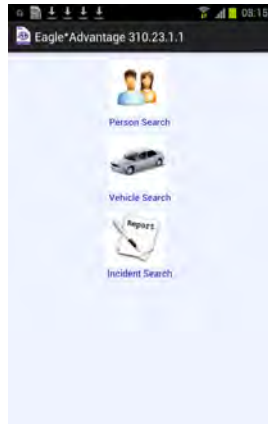 08:15
Eagle*Advantage 310.23.1.1
Person Search
Vehicle Search
Report
Incident Search